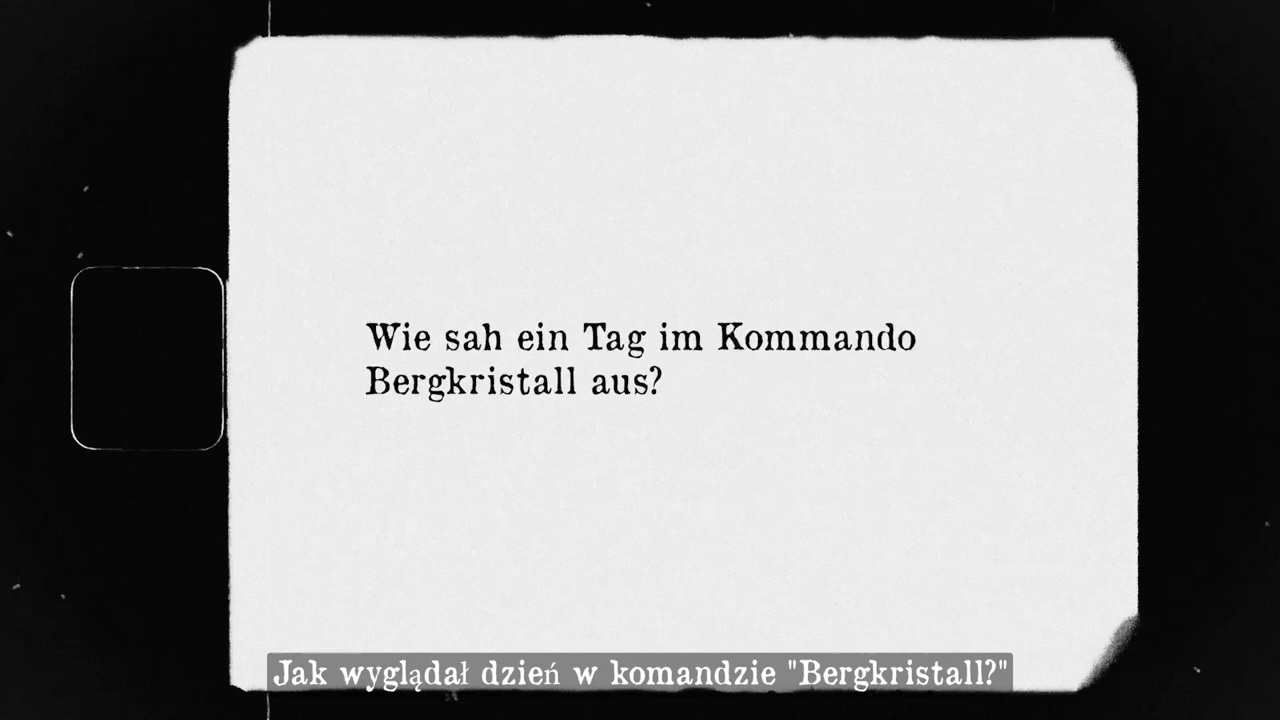 Wie sah ein Tag im Kommando
Bergkristall aus?
Jak wyglądał dzień w komandzie "Bergkristall?"